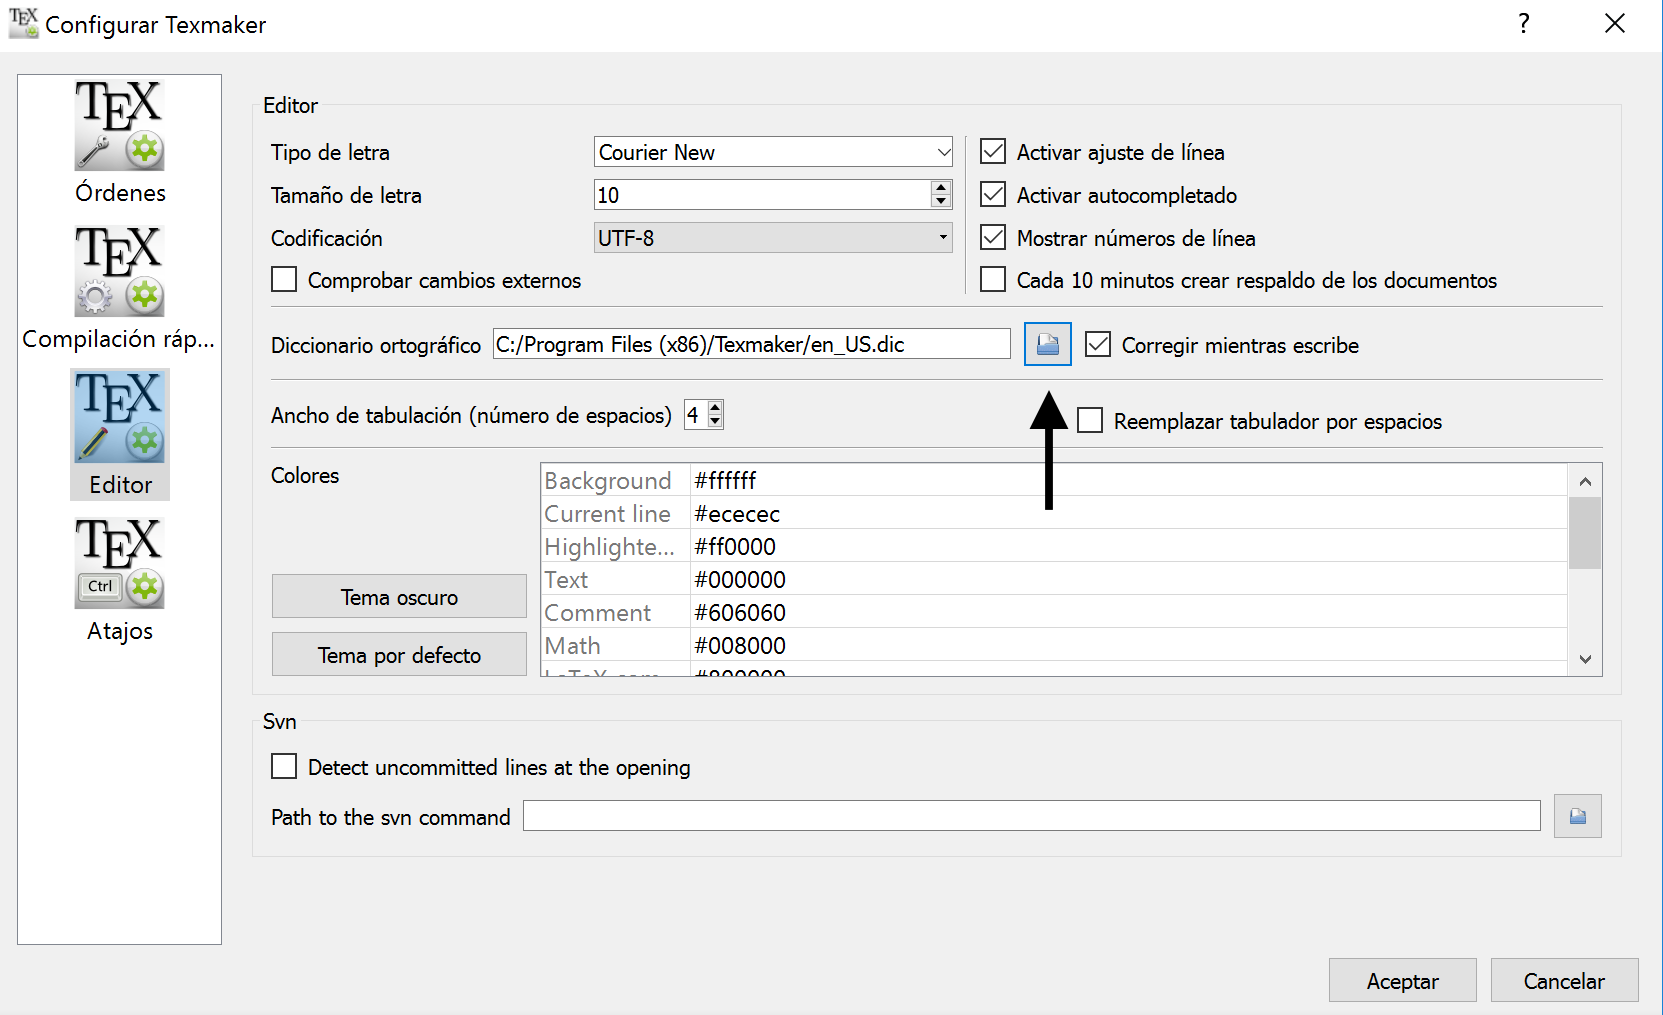 Configurar Texmaker
?
TEX
Órdenes
TEX
Compilación ráp...
TEX
Editor
TEX
Ctrl
Atajos
Editor
Tipo de letra
Courier New
Tamaño de letra
10
Codificación
UTF-8
Comprobar cambios externos
Activar ajuste de línea
Activar autocompletado
Mostrar números de línea
Cada 10 minutos crear respaldo de los documentos
Diccionario ortográfico
C:/Program Files (x86)/Texmaker/en_US.dic
Corregir mientras escribe
Ancho de tabulación (número de espacios)
4
Reemplazar tabulador por espacios
Colores
Tema oscuro
Tema por defecto
Background #ffffff
Current line #ececec
Highlighte... #ff0000
Text #000000
Comment #606060
Math #008000
#800000
Svn
Detect uncommitted lines at the opening
Path to the svn command
Aceptar
Cancelar